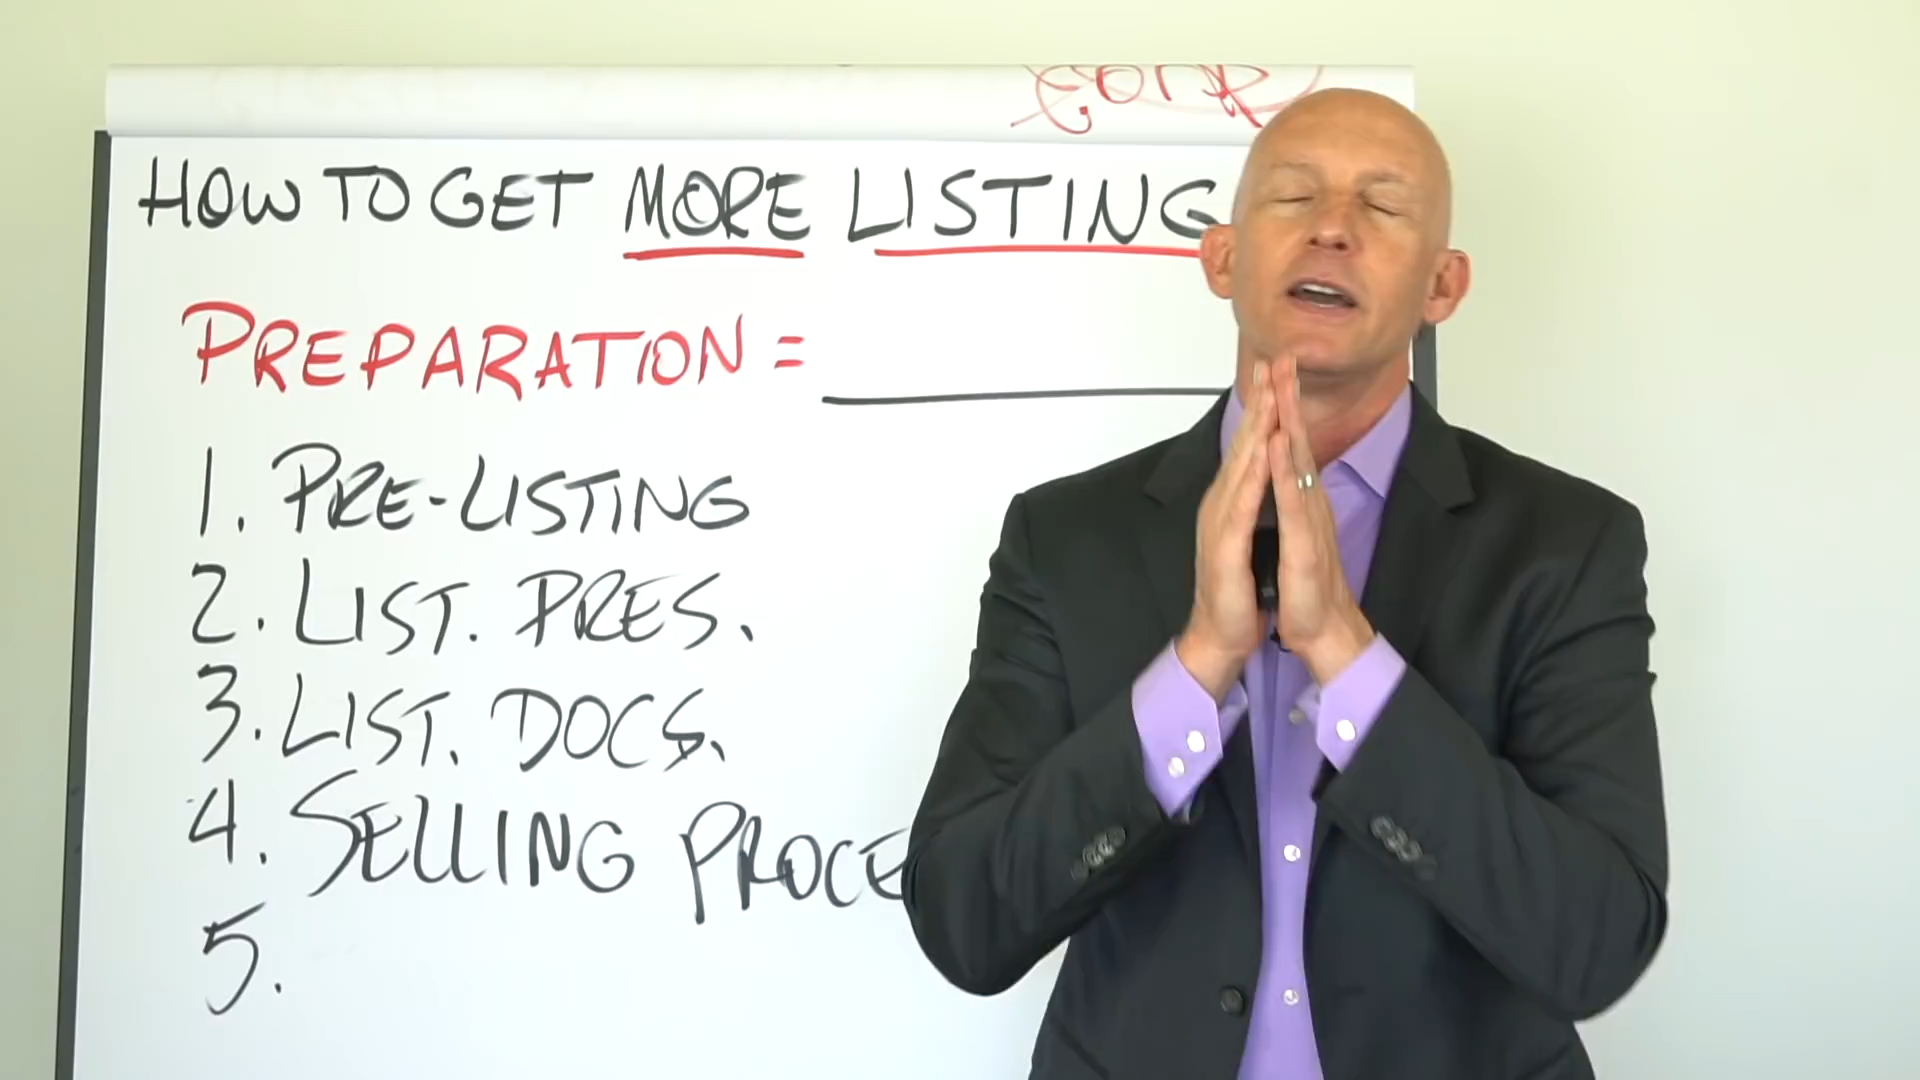 HOW TO GET MORE LISTING
PREPARATION =
1. PRE-LISTING
2. LIST. PRES.
3. LIST. DOCS.
4. SELLING PROCE
5.